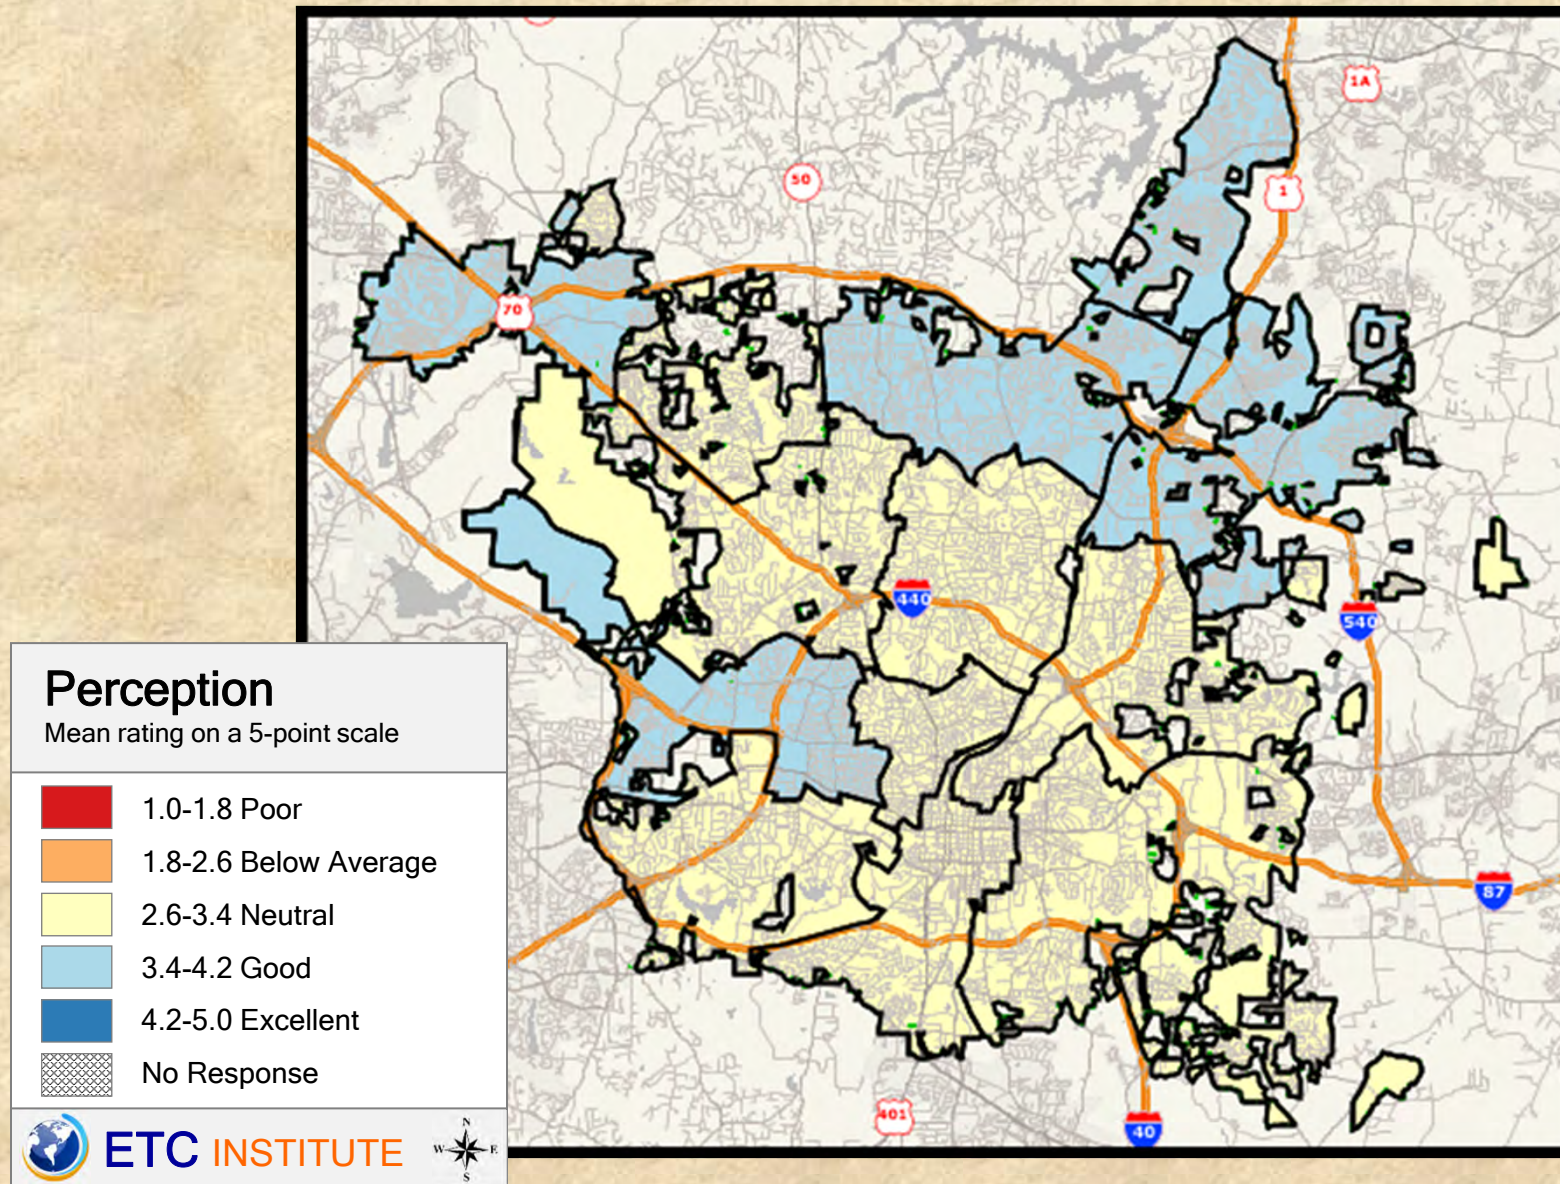 1A
50
1
70
440
540
87
401
40
Perception
Mean rating on a 5-point scale
1.0-1.8 Poor
1.8-2.6 Below Average
2.6-3.4 Neutral
3.4-4.2 Good
4.2-5.0 Excellent
No Response
ETC INSTITUTE
N
W E
S